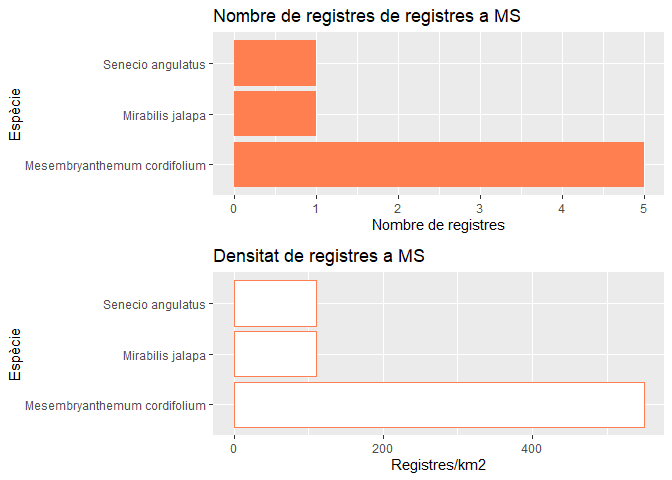 Nombre de registres de registres a MS
Espècie
Senecio angulatus
Mirabilis jalapa
Mesembryanthemum cordifolium
0 1 2 3 4 5
Nombre de registres
Densitat de registres a MS
Espècie
Senecio angulatus
Mirabilis jalapa
Mesembryanthemum cordifolium
0 200 400
Registres/km2